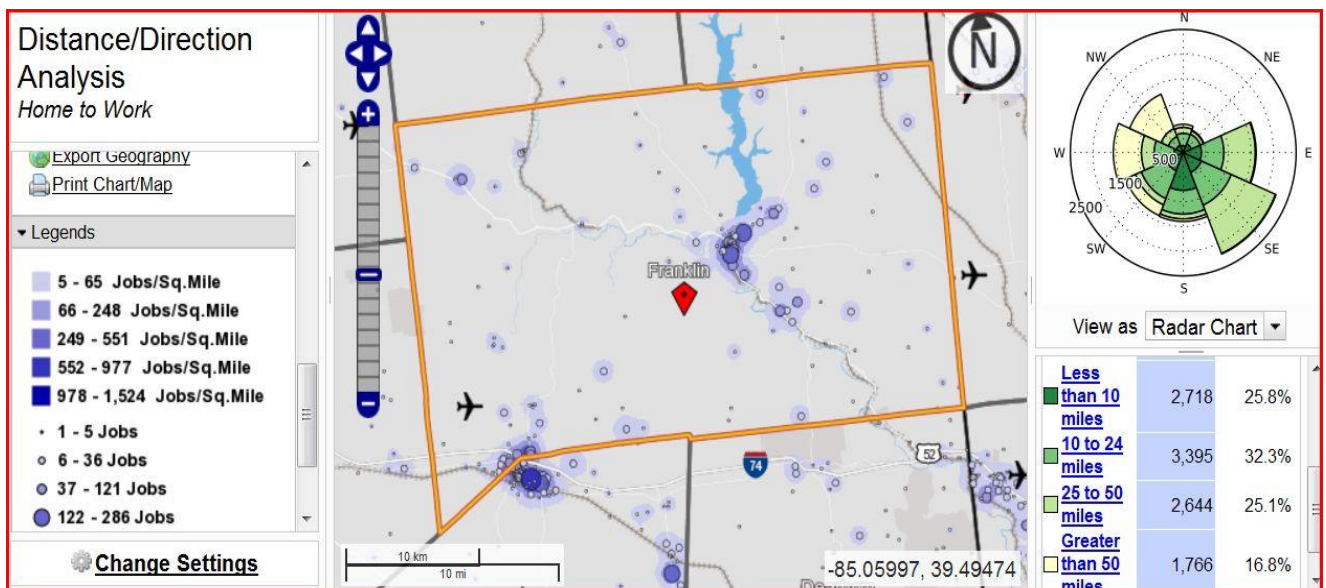 Distance/Direction
Analysis
Home to Work
Export Geography
Print Chart/Map
Legends
5 - 65 Jobs/Sq.Mile
66 - 248 Jobs/Sq.Mile
249 - 551 Jobs/Sq.Mile
552 - 977 Jobs/Sq.Mile
978 - 1,524 Jobs/Sq.Mile
1 - 5 Jobs
6 - 36 Jobs
37 - 121 Jobs
122 - 286 Jobs
Change Settings
N
Franklin
74
52
10 km
10 mi
-85.05997, 39.49474
N
NW
NE
W
E
500
1500
2500
SW
SE
S
View as Radar Chart
Less
than 10
miles
2,718 25.8%
10 to 24
miles
3,395 32.3%
25 to 50
miles
2,644 25.1%
Greater
than 50
miles
1,766 16.8%